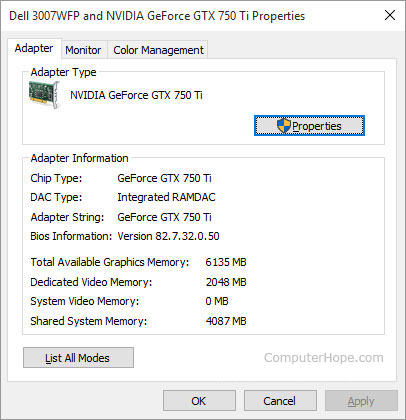 Dell 3007WFP and NVIDIA GeForce GTX 750 Ti Properties
Adapter Monitor Color Management
Adapter Type
NVIDIA GeForce GTX 750 Ti
Properties
Adapter Information
Chip Type: GeForce GTX 750 Ti
DAC Type: Integrated RAMDAC
Adapter String: GeForce GTX 750 Ti
Bios Information: Version 82.7.32.0.50
Total Available Graphics Memory: 6135 MB
Dedicated Video Memory: 2048 MB
System Video Memory: 0 MB
Shared System Memory: 4087 MB
List All Modes
ComputerHope.com
OK Cancel Apply